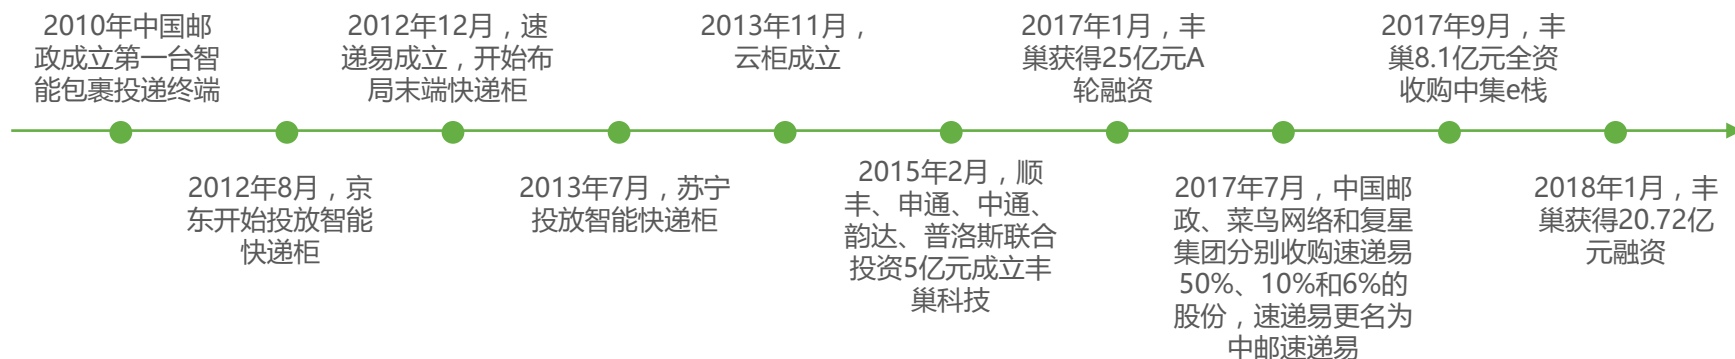 2010年中国邮
政成立第一台智
能包裹投递终端
2012年8月，京
东开始投放智能
快递柜
2012年12月，速
递易成立，开始布
局末端快递柜
2013年7月，苏宁
投放智能快递柜
2013年11月，
云柜成立
2015年2月，顺
丰、申通、中通、
韵达、普洛斯联合
投资5亿元成立丰
巢科技
2017年1月，丰
巢获得25亿元A
轮融资
2017年7月，中国邮
政、菜鸟网络和复星
集团分别收购速递易
50%、10%和6%的
股份，速递易更名为
中邮速递易
2017年9月，丰
巢8.1亿元全资
收购中集e栈
2018年1月，丰
巢获得20.72亿
元融资